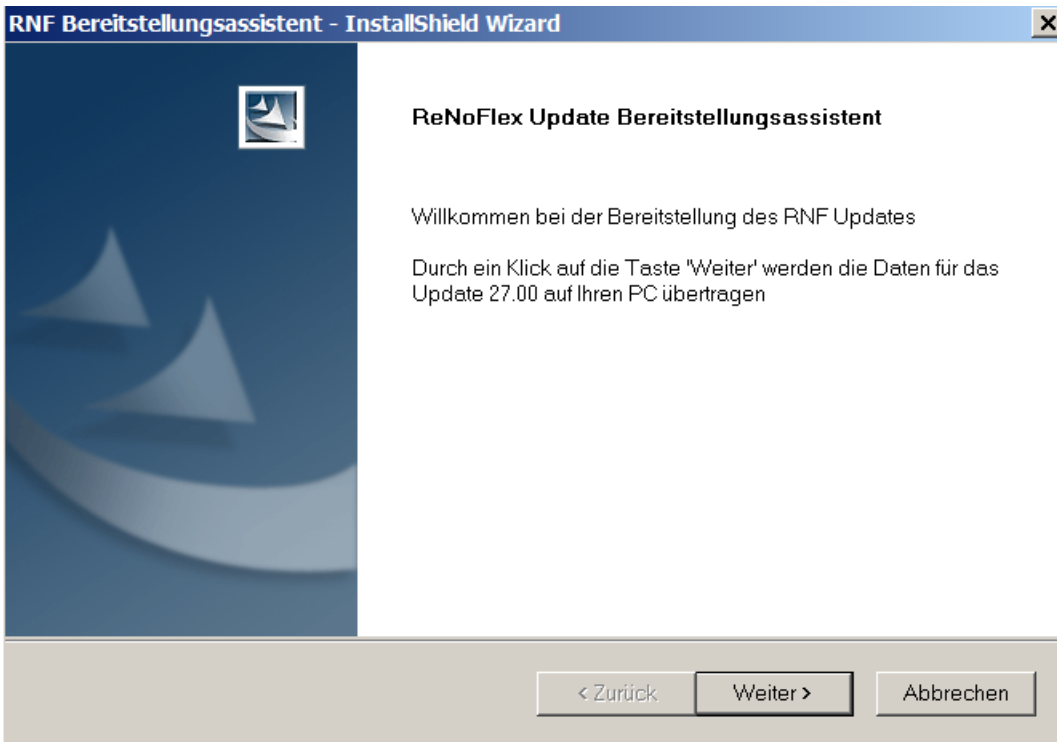 RNF Bereitstellungsassistent - InstallShield Wizard
ReNoFlex Update Bereitstellungsassistent
Willkommen bei der Bereitstellung des RNF Updates
Durch ein Klick auf die Taste 'Weiter' werden die Daten für das
Update 27.00 auf Ihren PC übertragen
< Zurück
Weiter >
Abbrechen